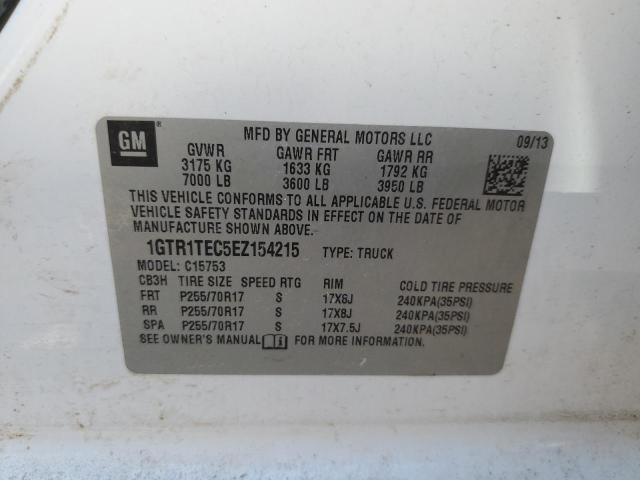 GM ®
MFD BY GENERAL MOTORS LLC 09/13
GVWR GAWR FRT GAWR RR
3175 KG 1633 KG 1792 KG
7000 LB 3600 LB 3950 LB
THIS VEHICLE CONFORMS TO ALL APPLICABLE U.S. FEDERAL MOTOR
VEHICLE SAFETY STANDARDS IN EFFECT ON THE DATE OF
MANUFACTURE SHOWN ABOVE.
1GTR1TEC5EZ154215 TYPE: TRUCK
MODEL: C15753
CB3H TIRE SIZE SPEED RTG RIM COLD TIRE PRESSURE
FRT P255/70R17 S 17X8J 240KPA(35PSI)
RR P255/70R17 S 17X8J 240KPA(35PSI)
SPA P255/70R17 S 17X7.5J 240KPA(35PSI)
SEE OWNER'S MANUAL FOR MORE INFORMATION.